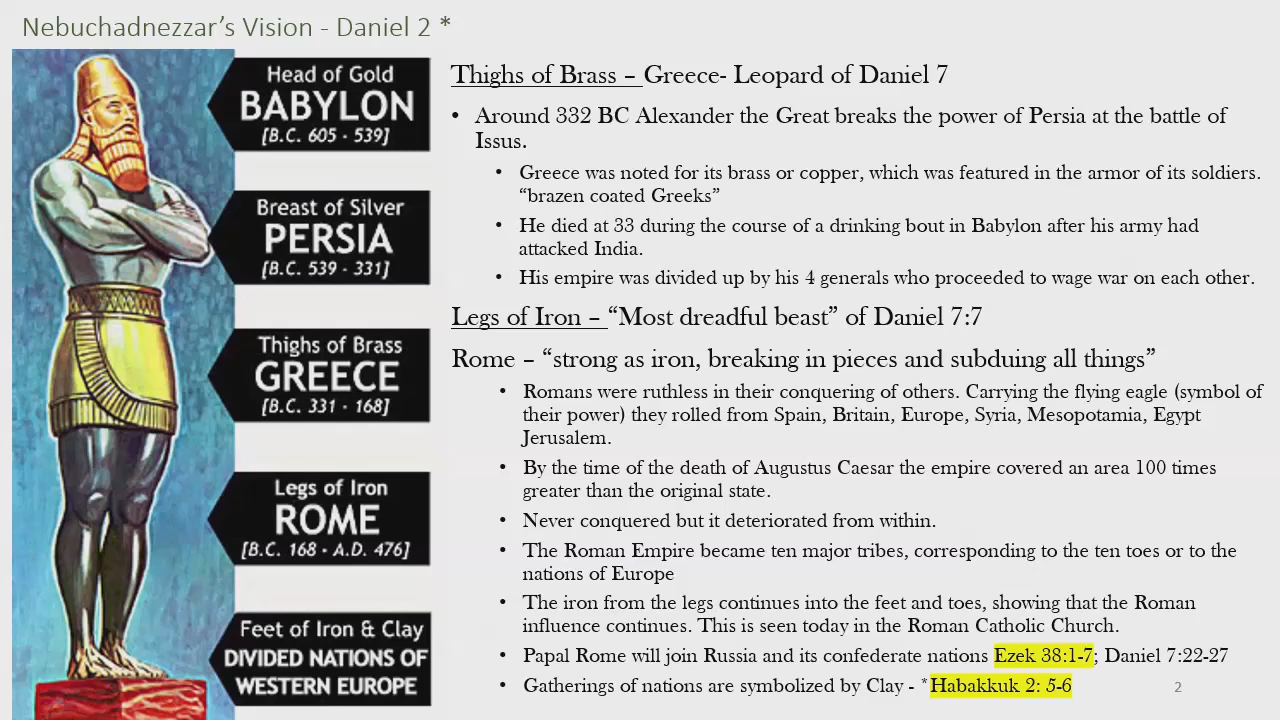 Nebuchadnezzar's Vision - Daniel 2 *
Head of Gold
BABYLON
[B.C. 605 - 539]
Breast of Silver
PERSIA
[B.C. 539 - 331]
Thighs of Brass
GREECE
[B.C. 331 - 168]
Legs of Iron
ROME
[B.C. 168 - A.D. 476]
Feet of Iron & Clay
DIVIDED NATIONS OF
WESTERN EUROPE
Thighs of Brass – Greece- Leopard of Daniel 7
• Around 332 BC Alexander the Great breaks the power of Persia at the battle of
Issus.
• Greece was noted for its brass or copper, which was featured in the armor of its soldiers.
“brazen coated Greeks”
• He died at 33 during the course of a drinking bout in Babylon after his army had
attacked India.
• His empire was divided up by his 4 generals who proceeded to wage war on each other.
Legs of Iron – “Most dreadful beast” of Daniel 7:7
Rome – “strong as iron, breaking in pieces and subduing all things”
• Romans were ruthless in their conquering of others. Carrying the flying eagle (symbol of
their power) they rolled from Spain, Britain, Europe, Syria, Mesopotamia, Egypt
Jerusalem.
• By the time of the death of Augustus Caesar the empire covered an area 100 times
greater than the original state.
• Never conquered but it deteriorated from within.
• The Roman Empire became ten major tribes, corresponding to the ten toes or to the
nations of Europe
• The iron from the legs continues into the feet and toes, showing that the Roman
influence continues. This is seen today in the Roman Catholic Church.
• Papal Rome will join Russia and its confederate nations Ezek 38:1-7; Daniel 7:22-27
• Gatherings of nations are symbolized by Clay - *Habakkuk 2: 5-6
2